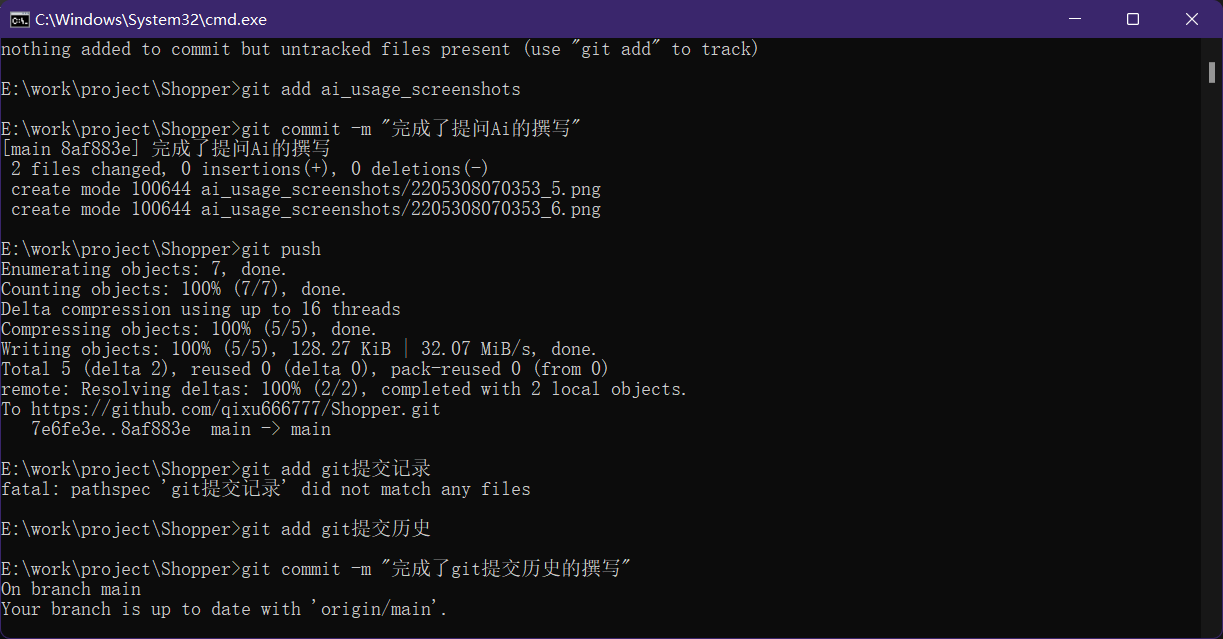 C:\Windows\System32\cmd.exe
nothing added to commit but untracked files present (use "git add" to track)
E:\work\project\Shopper>git add ai_usage_screenshots
E:\work\project\Shopper>git commit -m "完成了提问Ai的撰写"
[main 8af883e] 完成了提问Ai的撰写
2 files changed, 0 insertions(+), 0 deletions(-)
create mode 100644 ai_usage_screenshots/2205308070353_5.png
create mode 100644 ai_usage_screenshots/2205308070353_6.png
E:\work\project\Shopper>git push
Enumerating objects: 7, done.
Counting objects: 100% (7/7), done.
Delta compression using up to 16 threads
Compressing objects: 100% (5/5), done.
Writing objects: 100% (5/5), 128.27 KiB | 32.07 MiB/s, done.
Total 5 (delta 2), reused 0 (delta 0), pack-reused 0 (from 0)
remote: Resolving deltas: 100% (2/2), completed with 2 local objects.
To https://github.com/qixu666777/Shopper.git
7e6fe3e..8af883e  main -> main
E:\work\project\Shopper>git add git提交记录
fatal: pathspec 'git提交记录' did not match any files
E:\work\project\Shopper>git add git提交历史
E:\work\project\Shopper>git commit -m "完成了git提交历史的撰写"
On branch main
Your branch is up to date with 'origin/main'.